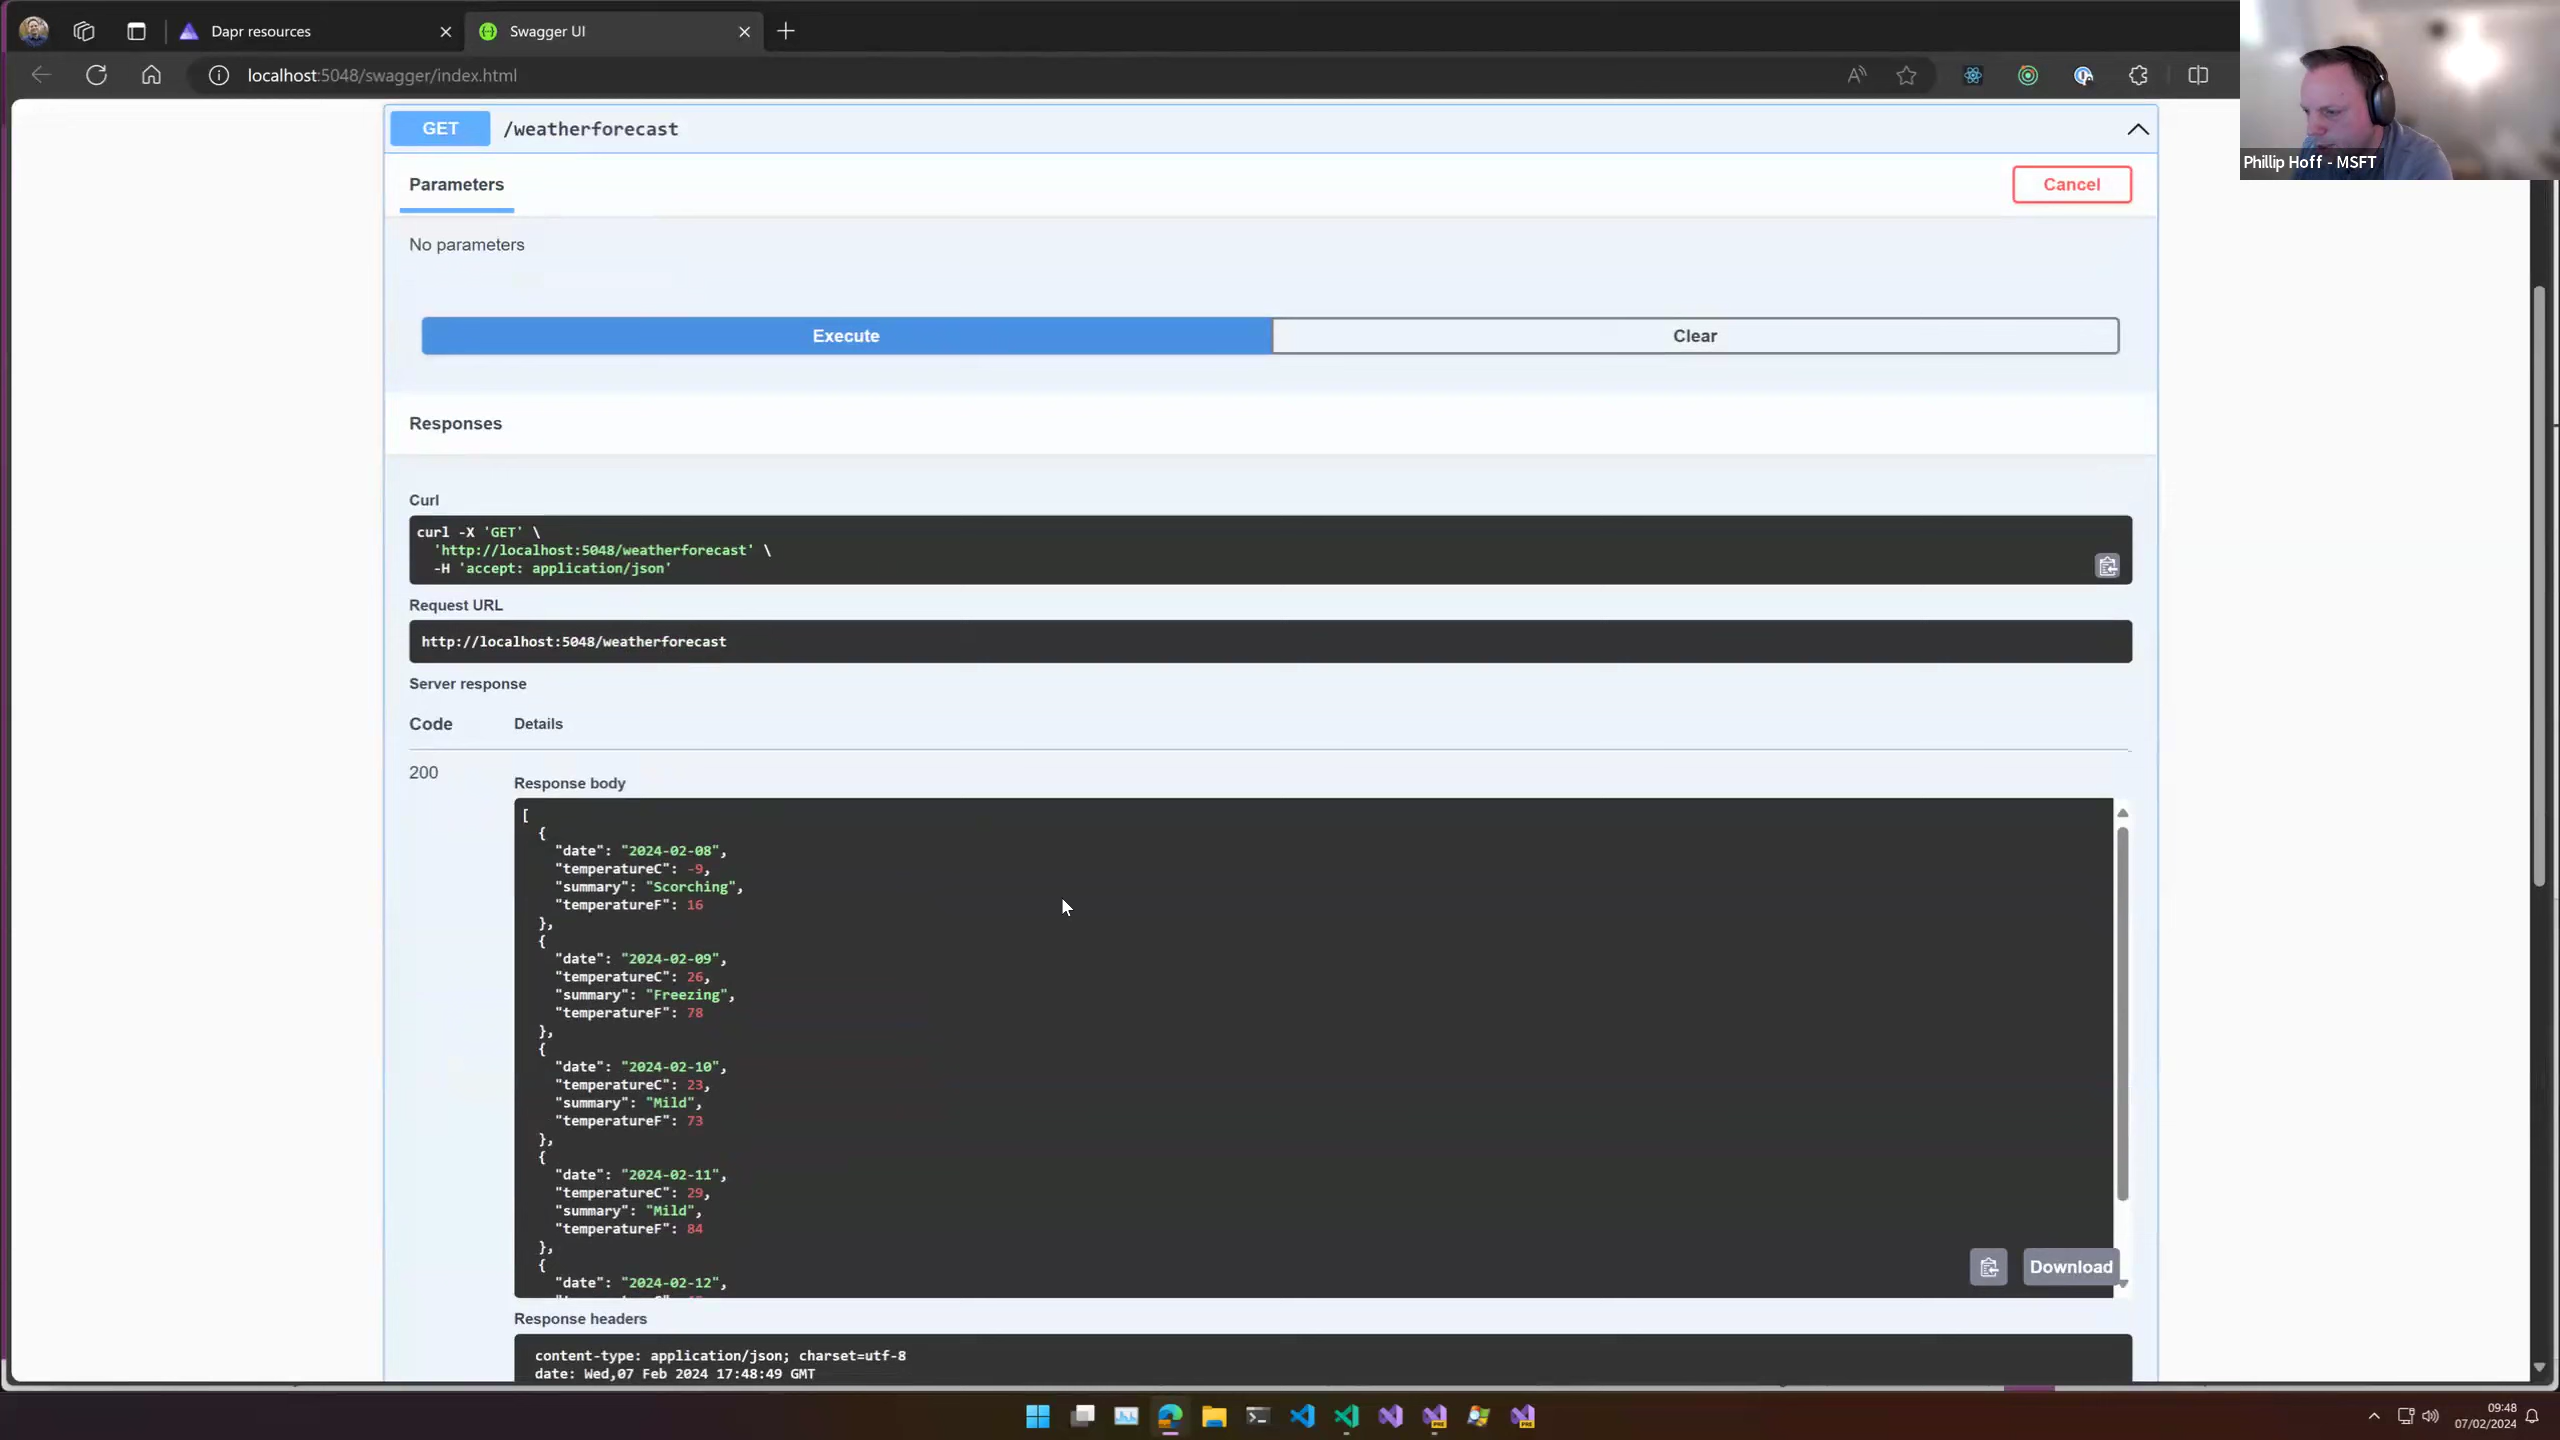 Dapr resources
Swagger UI
localhost:5048/swagger/index.html
Phillip Hoff - MSFT
GET /weatherforecast
Parameters
Cancel
No parameters
Execute
Clear
Responses
Curl
curl -X 'GET' \
'http://localhost:5048/weatherforecast' \
-H 'accept: application/json'
Request URL
http://localhost:5048/weatherforecast
Server response
Code Details
200
Response body
[
{
"date": "2024-02-08",
"temperatureC": -9,
"summary": "Scorching",
"temperatureF": 16
},
{
"date": "2024-02-09",
"temperatureC": 26,
"summary": "Freezing",
"temperatureF": 78
},
{
"date": "2024-02-10",
"temperatureC": 23,
"summary": "Mild",
"temperatureF": 73
},
{
"date": "2024-02-11",
"temperatureC": 29,
"summary": "Mild",
"temperatureF": 84
},
{
"date": "2024-02-12",
Download
Response headers
content-type: application/json; charset=utf-8
date: Wed,07 Feb 2024 17:48:49 GMT
09:48
07/02/2024